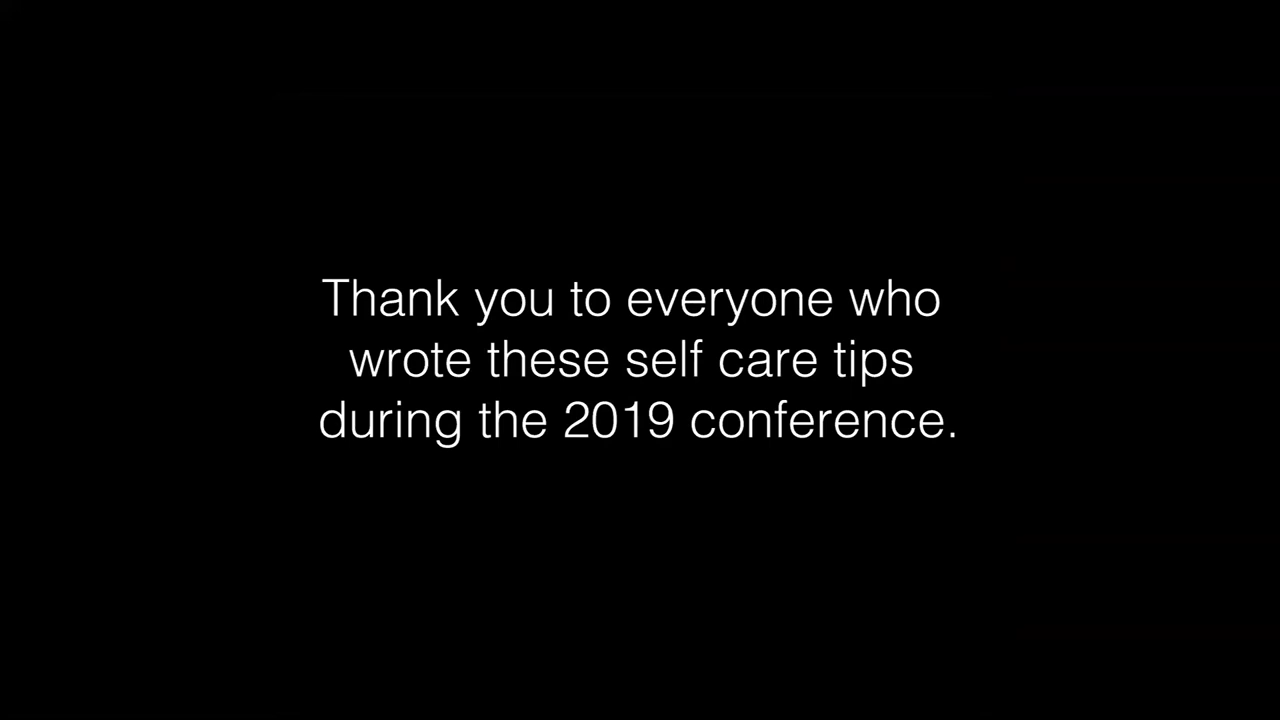 Thank you to everyone who
wrote these self care tips
during the 2019 conference.